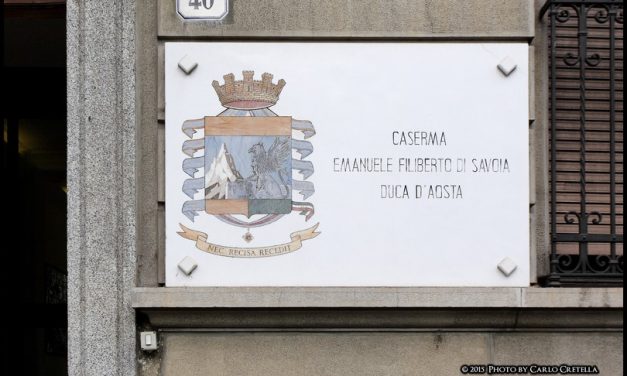 40
CASERMA
EMANUELE FILIBERTO DI SAVOIA
DUCA D'AOSTA
NEC RECISA RECEDIT
© 2015 PHOTO BY CARLO CRETELLA